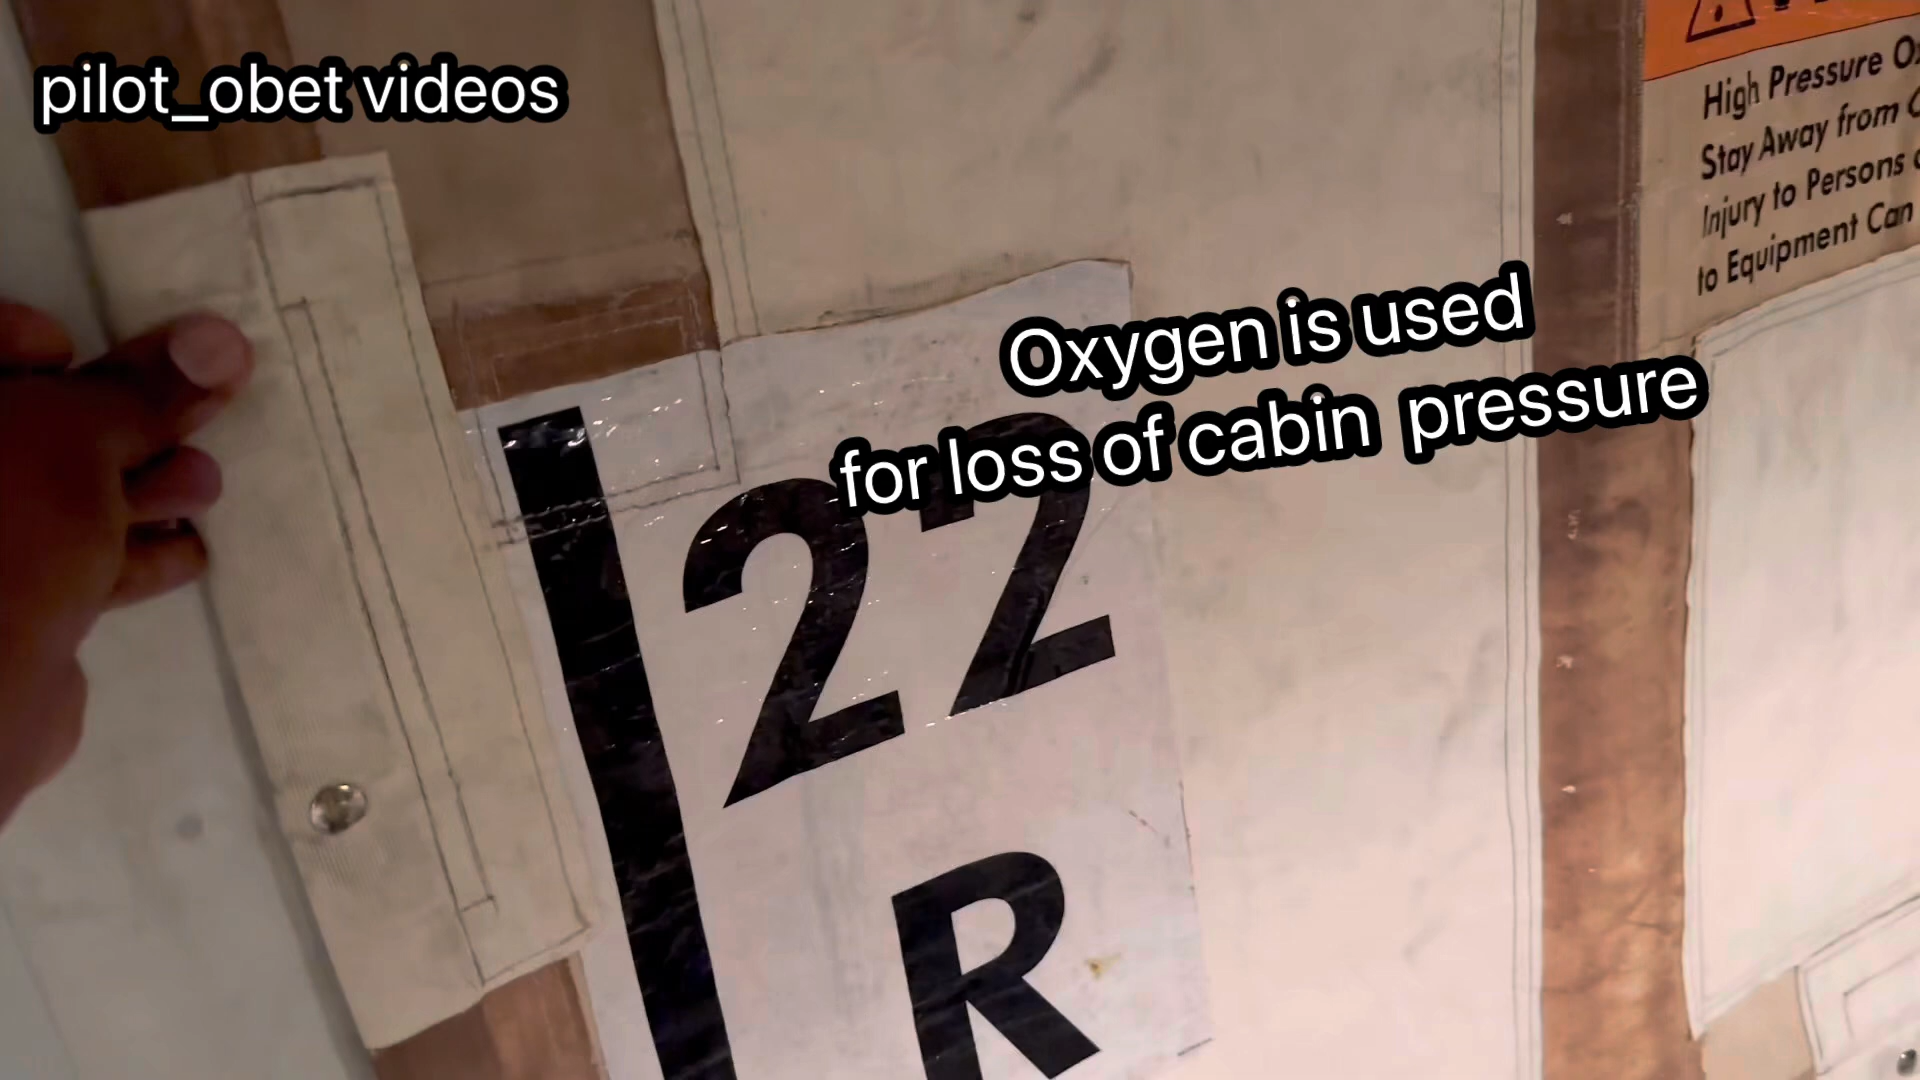 pilot_obet videos
High Pressure
Stay Away from
Injury to Persons
to Equipment Can
Oxygen is used
for loss of cabin pressure
22
R